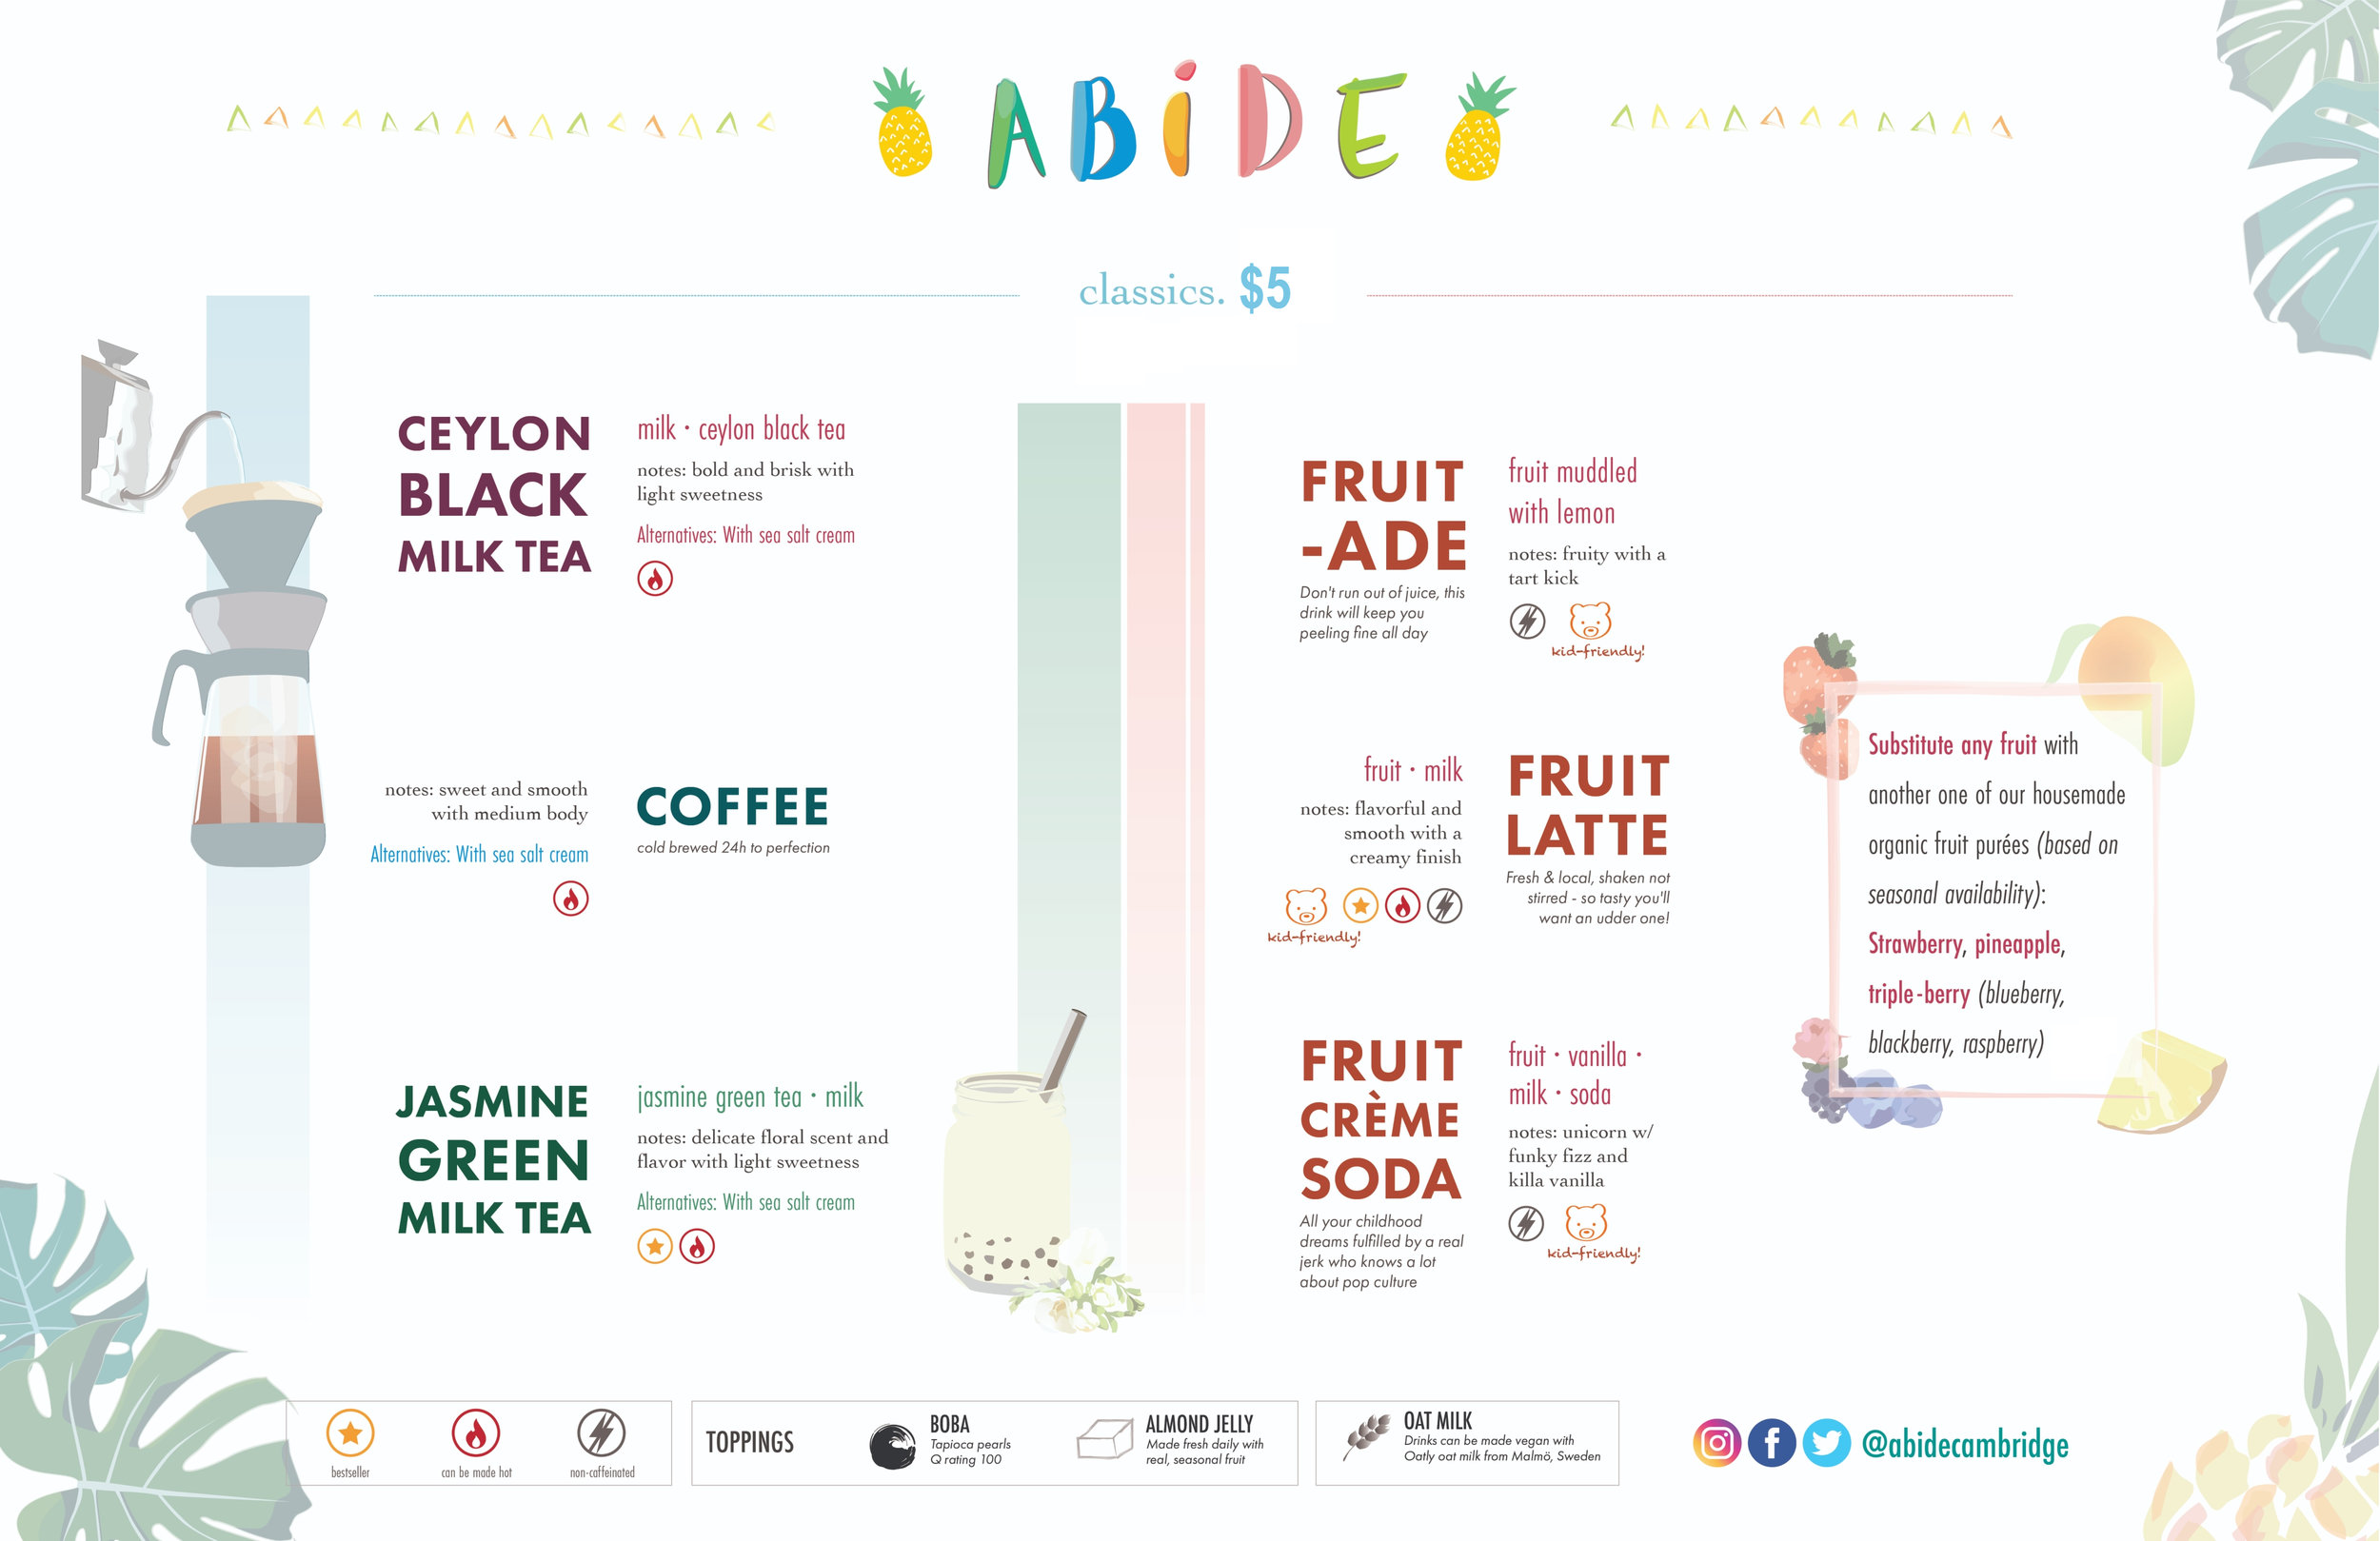 ABiDE
classics. $5
CEYLON
BLACK
MILK TEA
milk · ceylon black tea
notes: bold and brisk with
light sweetness
Alternatives: With sea salt cream
notes: sweet and smooth
with medium body
Alternatives: With sea salt cream
COFFEE
cold brewed 24h to perfection
JASMINE
GREEN
MILK TEA
jasmine green tea · milk
notes: delicate floral scent and
flavor with light sweetness
Alternatives: With sea salt cream
FRUIT
-ADE
Don't run out of juice, this
drink will keep you
peeling fine all day
fruit muddled
with lemon
notes: fruity with a
tart kick
kid-friendly!
fruit · milk
notes: flavorful and
smooth with a
creamy finish
kid-friendly!
FRUIT
LATTE
Fresh & local, shaken not
stirred - so tasty you'll
want an udder one!
FRUIT
CRÈME
SODA
All your childhood
dreams fulfilled by a real
jerk who knows a lot
about pop culture
fruit · vanilla ·
milk · soda
notes: unicorn w/
funky fizz and
killa vanilla
kid-friendly!
Substitute any fruit with
another one of our housemade
organic fruit purées (based on
seasonal availability):
Strawberry, pineapple,
triple-berry (blueberry,
blackberry, raspberry)
bestseller
can be made hot
non-caffeinated
TOPPINGS
BOBA
Tapioca pearls
Q rating 100
ALMOND JELLY
Made fresh daily with
real, seasonal fruit
OAT MILK
Drinks can be made vegan with
Oatly oat milk from Malmö, Sweden
@abidecambridge